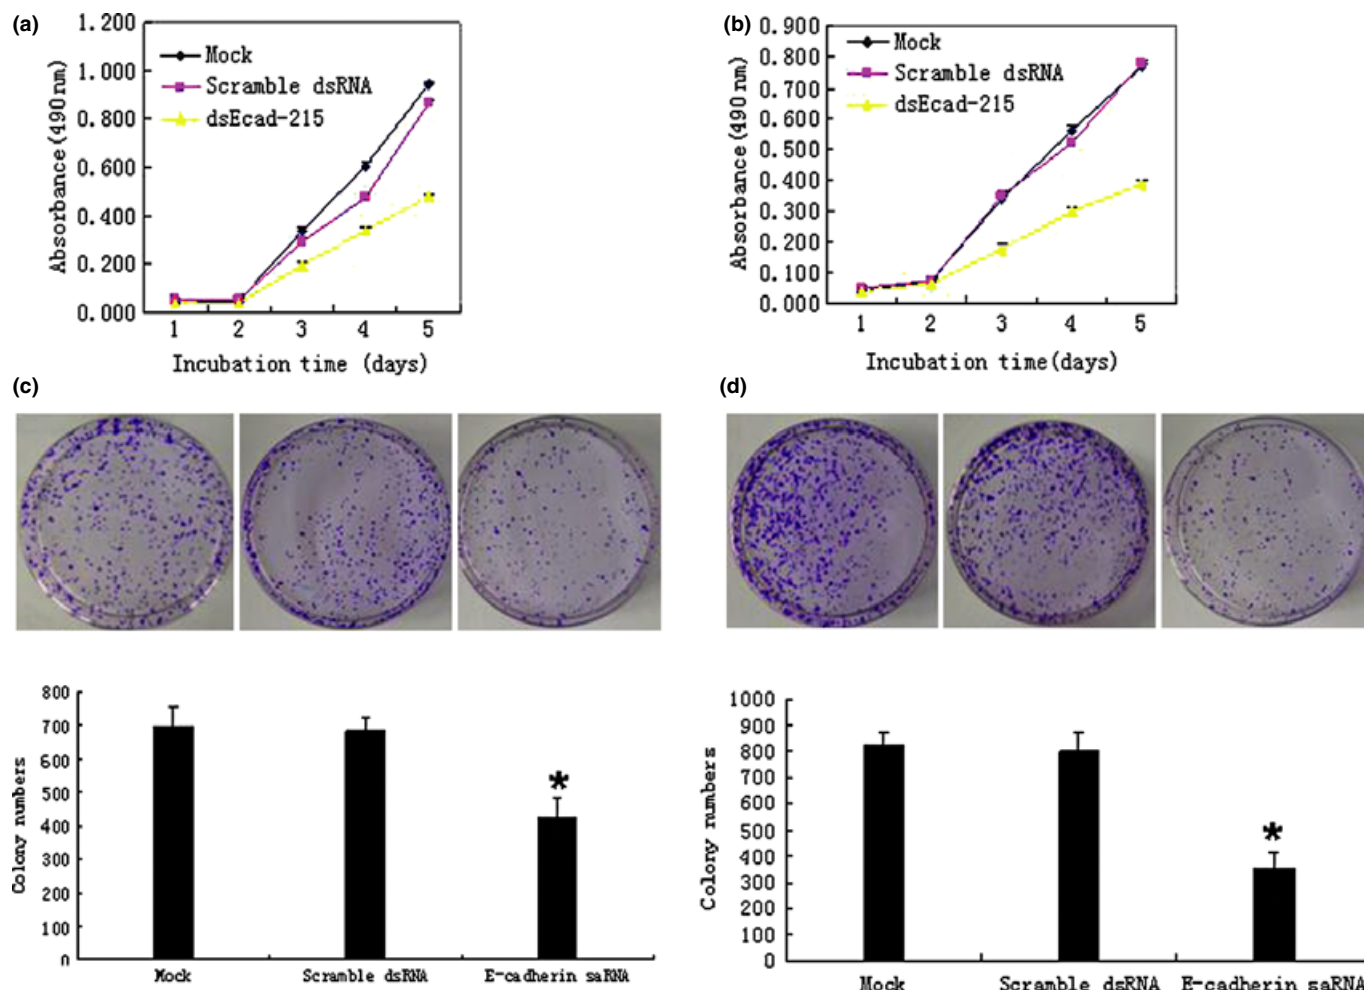 (a)
1.200
1.000
0.800
0.600
0.400
0.200
0.000
Absorbance(490nm)
Mock
Scramble dsRNA
dsEcad-215
1 2 3 4 5
Incubation time (days)
(b)
0.900
0.800
0.700
0.600
0.500
0.400
0.300
0.200
0.100
0.000
Absorbance(490nm)
Mock
Scramble dsRNA
dsEcad-215
1 2 3 4 5
Incubation time(days)
(c)
800
700
600
500
400
300
200
100
0
Colony numbers
*
Mock Scramble dsRNA E-cadherin saRNA
(d)
1000
900
800
700
600
500
400
300
200
100
0
Colony numbers
*
Mock Scramble dsRNA E-cadherin saRNA